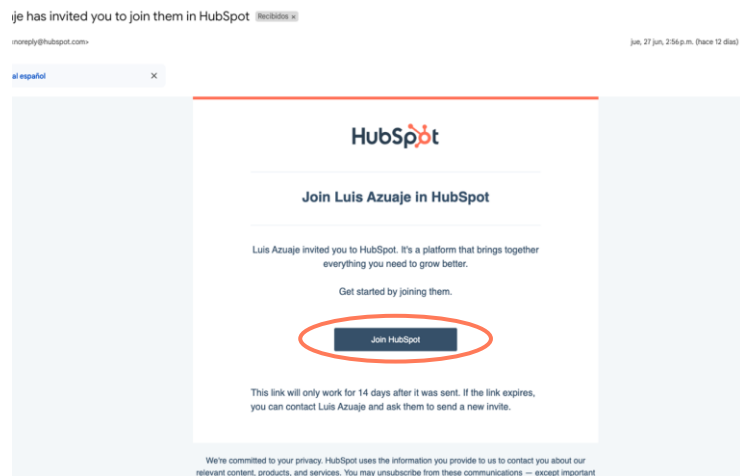 je has invited you to join them in HubSpot Recibidos x
noreply@hubspot.com>
jue, 27 jun, 2:56 p.m. (hace 12 días)
al español ×
HubSpot
Join Luis Azuaje in HubSpot
Luis Azuaje invited you to HubSpot. It's a platform that brings together
everything you need to grow better.
Get started by joining them.
Join HubSpot
This link will only work for 14 days after it was sent. If the link expires,
you can contact Luis Azuaje and ask them to send a new invite.
We're committed to your privacy. HubSpot uses the information you provide to us to contact you about our
relevant content, products, and services. You may unsubscribe from these communications — except important